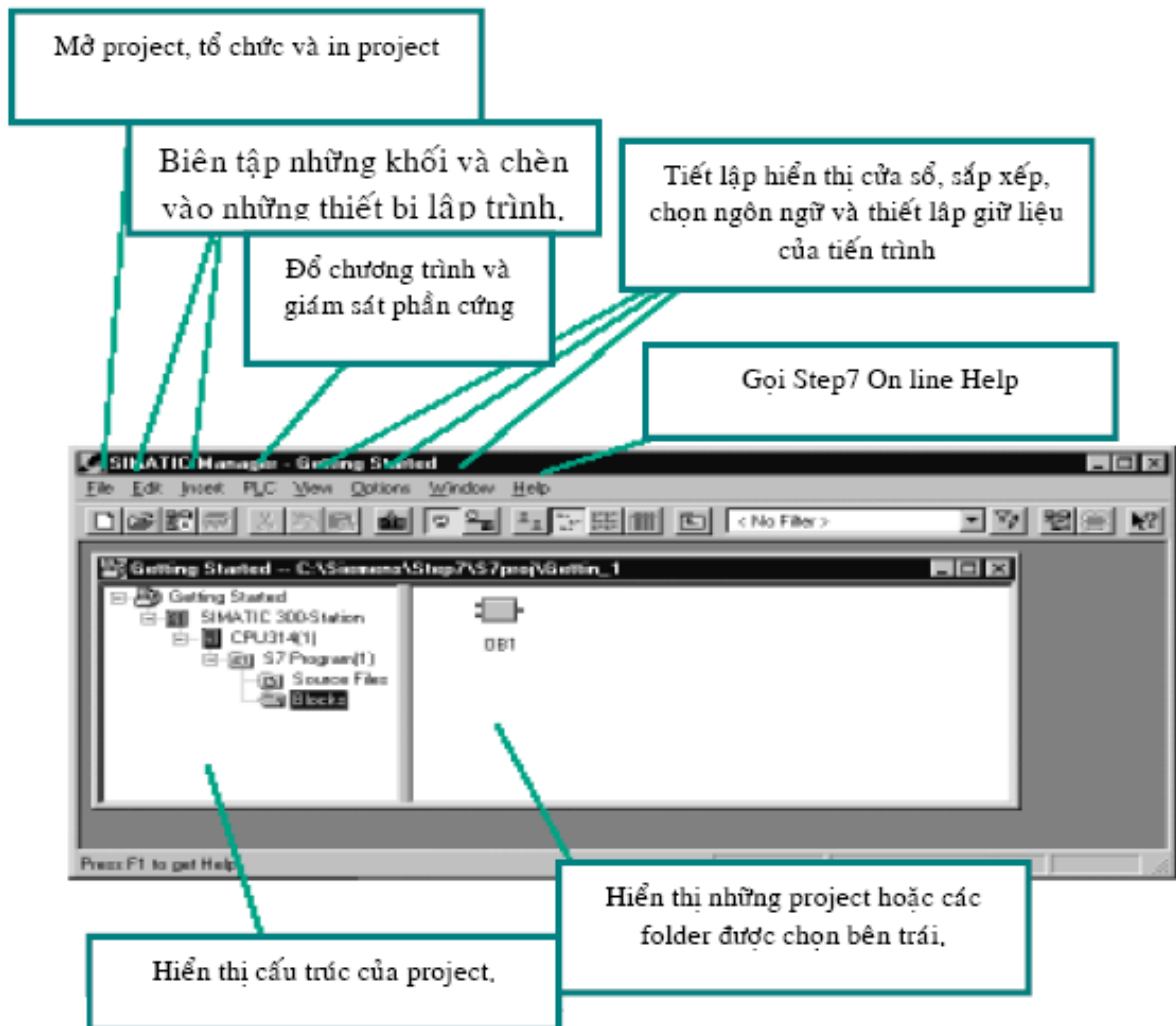 Mở project, tổ chức và in project
Biên tập những khối và chèn
vào những thiết bi lâp trình.
Đổ chương trình và
giám sát phần cứng
Tiết lập hiển thị cửa sổ, sắp xếp,
chọn ngôn ngữ và thiết lâp giữ liệu
của tiến trình
Gọi Step7 On line Help
SIMATIC Manager - Getting Started
File Edit Insert PLC View Options Window Help
< No Filter >
Getting Started -- C:\Siemens\Step7\S7proj\Gettin_1
Getting Started
SIMATIC 300-Station
CPU314(1)
S7 Program(1)
Source Files
Blocks
OB1
Press F1 to get Help
Hiển thị những project hoặc các
folder được chọn bên trái.
Hiển thị cấu trúc của project.